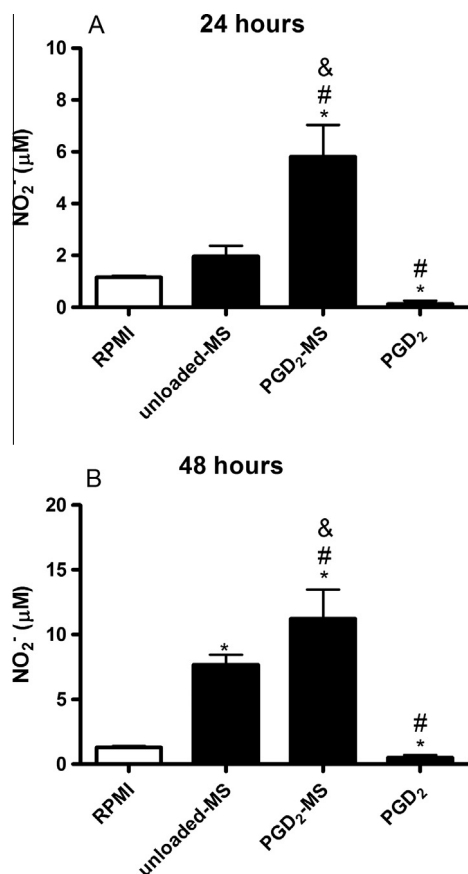 A
24 hours
NO₂⁻ (μM)
10
8
6
4
2
0
&
#
*
#
*
RPMI
unloaded-MS
PGD₂-MS
PGD₂
B
48 hours
NO₂⁻ (μM)
20
15
10
5
0
*
&
#
*
#
*
RPMI
unloaded-MS
PGD₂-MS
PGD₂